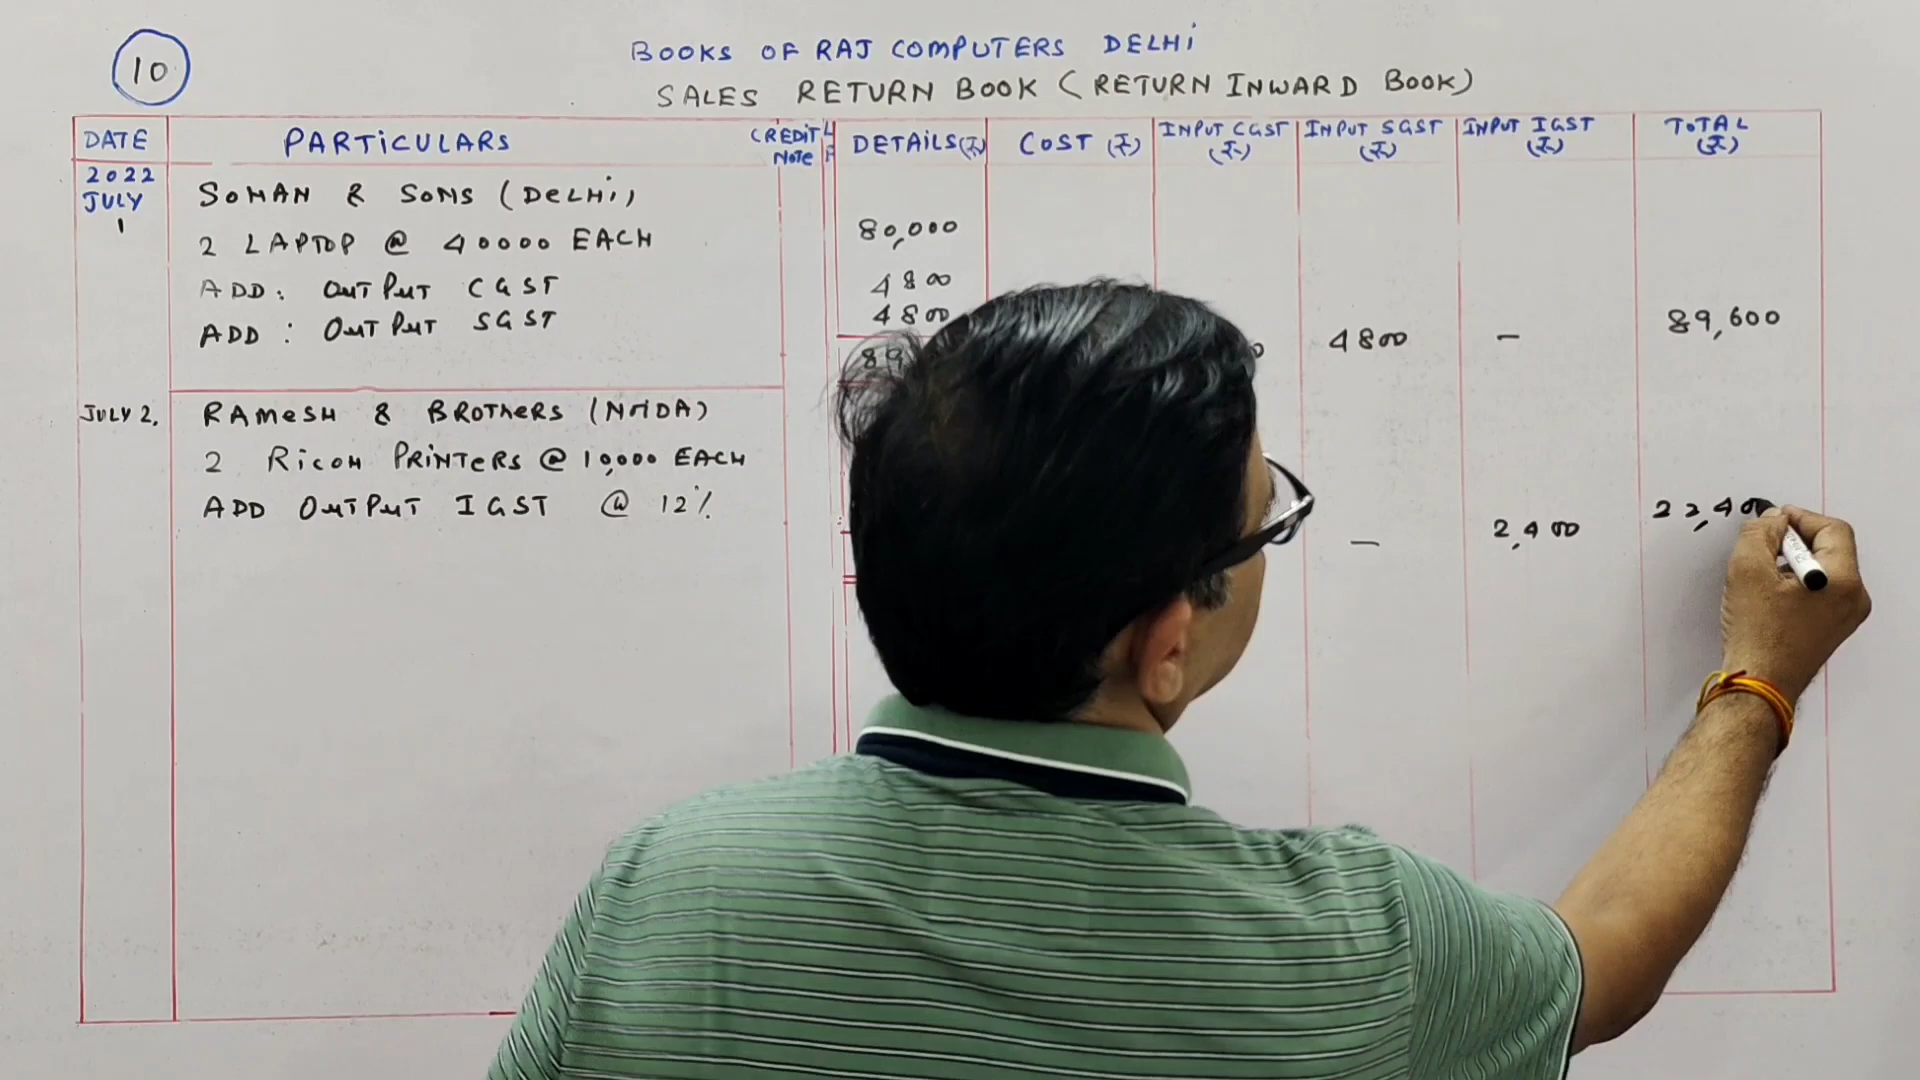 10
BOOKS OF RAJ COMPUTERS DELHI
SALES RETURN BOOK (RETURN INWARD BOOK)
DATE PARTICULARS CREDIT NOTE LF DETAILS (₹) COST (₹) INPUT CGST (₹) INPUT SGST (₹) INPUT IGST (₹) TOTAL (₹)
2022
JULY
1
SOHAN & SONS (DELHI)
2 LAPTOP @ 40000 EACH 80,000
ADD: OUTPUT CGST 4800
ADD: OUTPUT SGST 4800
89 4800 — 89,600
JULY 2. RAMESH & BROTHERS (NOIDA)
2 RICOH PRINTERS @ 10,000 EACH
ADD OUTPUT IGST @ 12%
— 2,400 22,400